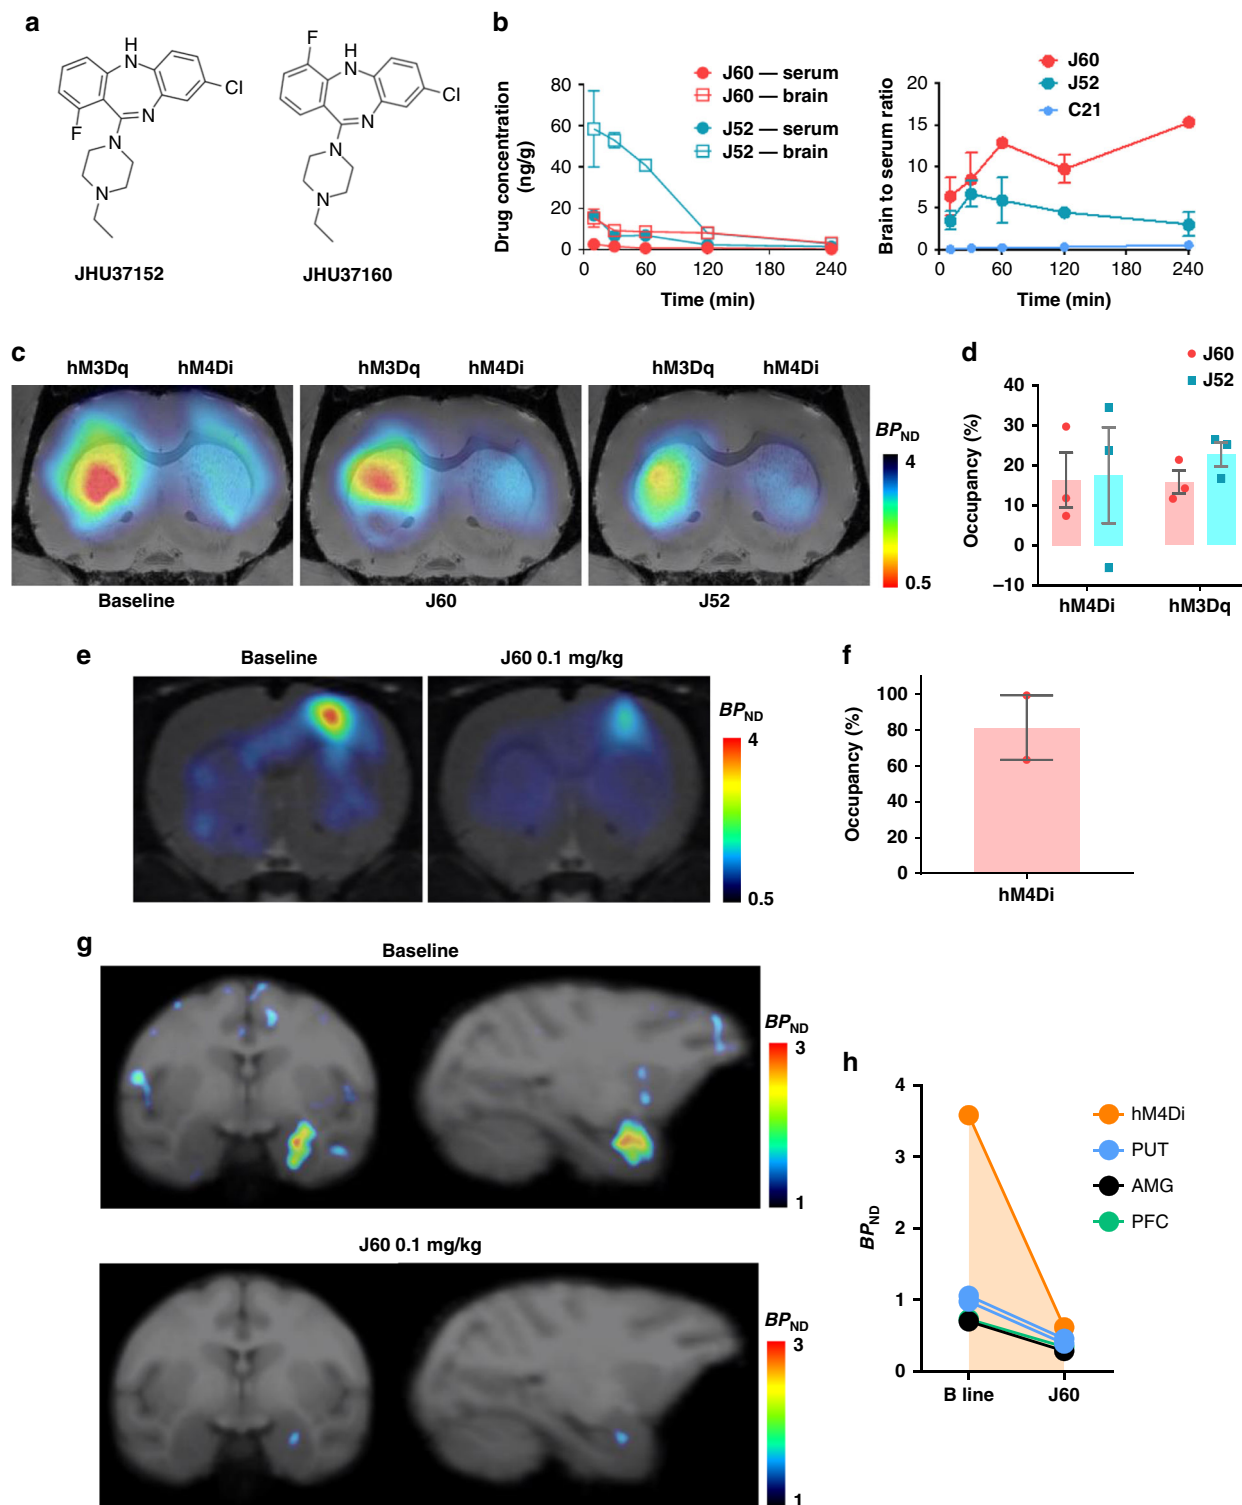 a
H
N
Cl
F
N
N
N
JHU37152
F
H
N
Cl
N
N
N
JHU37160
b
Drug concentration
(ng/g)
80
60
40
20
0
0
60
120
180
240
Time (min)
J60 — serum
J60 — brain
J52 — serum
J52 — brain
Brain to serum ratio
20
15
10
5
0
0
60
120
180
240
Time (min)
J60
J52
C21
c
hM3Dq
hM4Di
hM3Dq
hM4Di
hM3Dq
hM4Di
Baseline
J60
J52
BPND
4
0.5
d
J60
J52
Occupancy (%)
40
30
20
10
0
–10
hM4Di
hM3Dq
e
Baseline
J60 0.1 mg/kg
BPND
4
0.5
f
Occupancy (%)
100
80
60
40
20
0
hM4Di
g
Baseline
BPND
3
1
J60 0.1 mg/kg
BPND
3
1
h
BPND
4
3
2
1
0
B line
J60
hM4Di
PUT
AMG
PFC